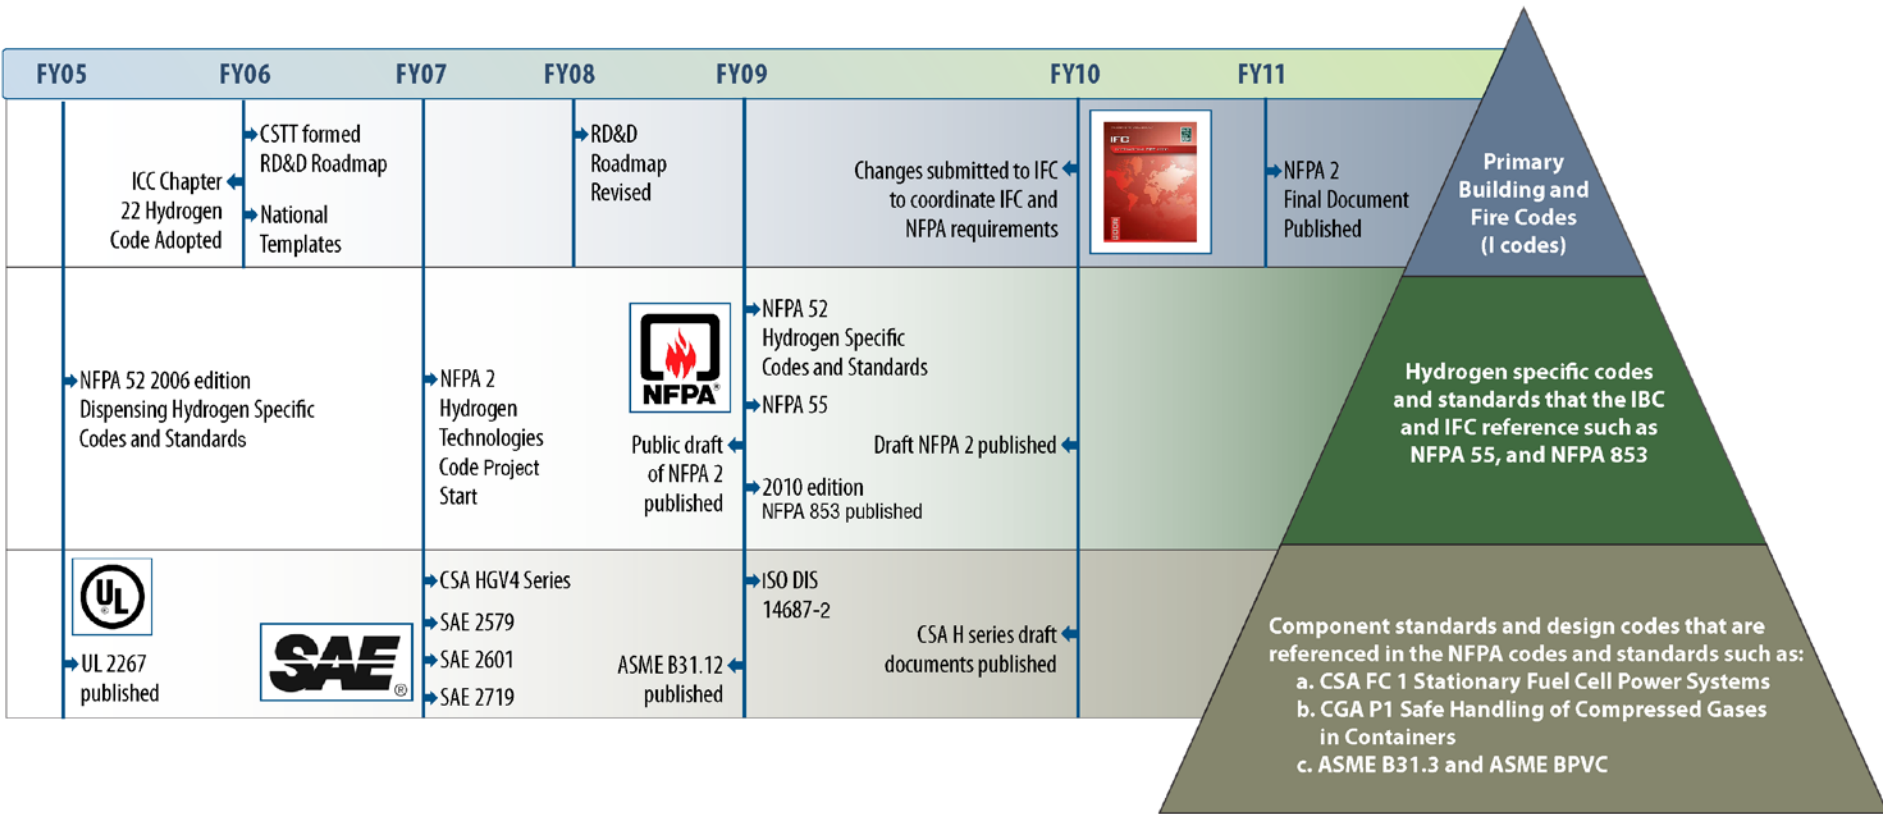 FY05
FY06
FY07
FY08
FY09
FY10
FY11
ICC Chapter
22 Hydrogen
Code Adopted
CSTT formed
RD&D Roadmap
National
Templates
RD&D
Roadmap
Revised
Changes submitted to IFC
to coordinate IFC and
NFPA requirements
IFC
NFPA 2
Final Document
Published
Primary
Building and
Fire Codes
(I codes)
NFPA 52 2006 edition
Dispensing Hydrogen Specific
Codes and Standards
NFPA 2
Hydrogen
Technologies
Code Project
Start
NFPA®
Public draft
of NFPA 2
published
NFPA 52
Hydrogen Specific
Codes and Standards
NFPA 55
2010 edition
NFPA 853 published
Draft NFPA 2 published
Hydrogen specific codes
and standards that the IBC
and IFC reference such as
NFPA 55, and NFPA 853
UL®
UL 2267
published
SAE®
CSA HGV4 Series
SAE 2579
SAE 2601
SAE 2719
ASME B31.12
published
ISO DIS
14687-2
CSA H series draft
documents published
Component standards and design codes that are
referenced in the NFPA codes and standards such as:
a. CSA FC 1 Stationary Fuel Cell Power Systems
b. CGA P1 Safe Handling of Compressed Gases
in Containers
c. ASME B31.3 and ASME BPVC